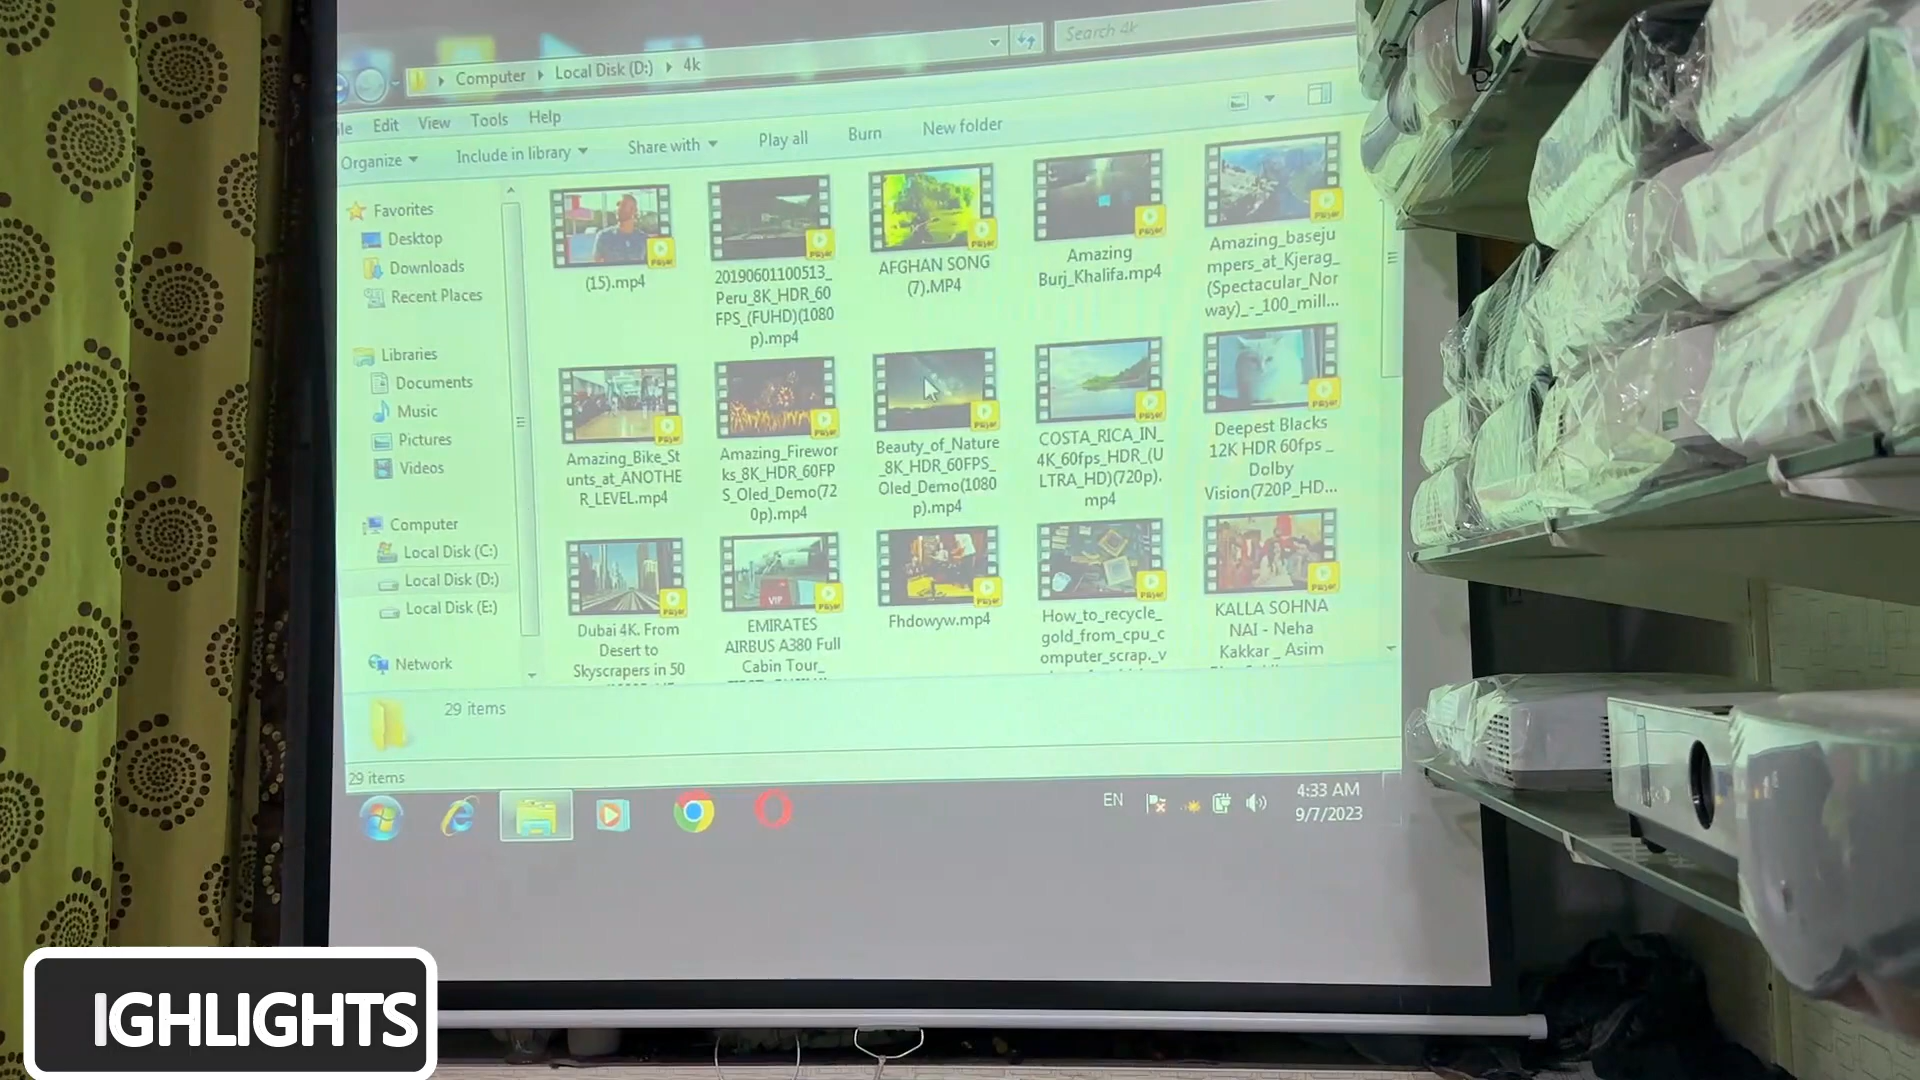 Computer Local Disk (D:) 4k
Search 4k
Edit View Tools Help
Organize Include in library Share with Play all Burn New folder
Favorites
Desktop
Downloads
Recent Places
Libraries
Documents
Music
Pictures
Videos
Computer
Local Disk (C:)
Local Disk (D:)
Local Disk (E:)
Network
(15).mp4
20190601100513_
Peru_8K_HDR_60
FPS_(FUHD)(1080
p).mp4
AFGHAN SONG
(7).MP4
Amazing
Burj_Khalifa.mp4
Amazing_baseju
mpers_at_Kjerag_
(Spectacular_Nor
way)_-_100_mill...
Amazing_Bike_St
unts_at_ANOTHE
R_LEVEL.mp4
Amazing_Firewor
ks_8K_HDR_60FP
S_Oled_Demo(72
0p).mp4
Beauty_of_Nature
_8K_HDR_60FPS_
Oled_Demo(1080
p).mp4
COSTA_RICA_IN_
4K_60fps_HDR_(U
LTRA_HD)(720p).
mp4
Deepest Blacks
12K HDR 60fps _
Dolby
Vision(720P_HD...
Dubai 4K. From
Desert to
Skyscrapers in 50
EMIRATES
AIRBUS A380 Full
Cabin Tour_
Fhdowyw.mp4
How_to_recycle_
gold_from_cpu_c
omputer_scrap._v
KALLA SOHNA
NAI - Neha
Kakkar _ Asim
VIP
29 items
29 items
EN
4:33 AM
9/7/2023
IGHLIGHTS